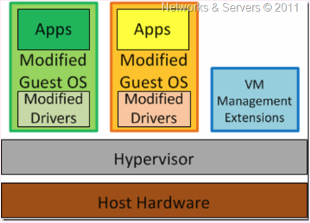 Networks & Servers © 2011
Apps
Modified
Guest OS
Modified
Drivers
Apps
Modified
Guest OS
Modified
Drivers
VM
Management
Extensions
Hypervisor
Host Hardware